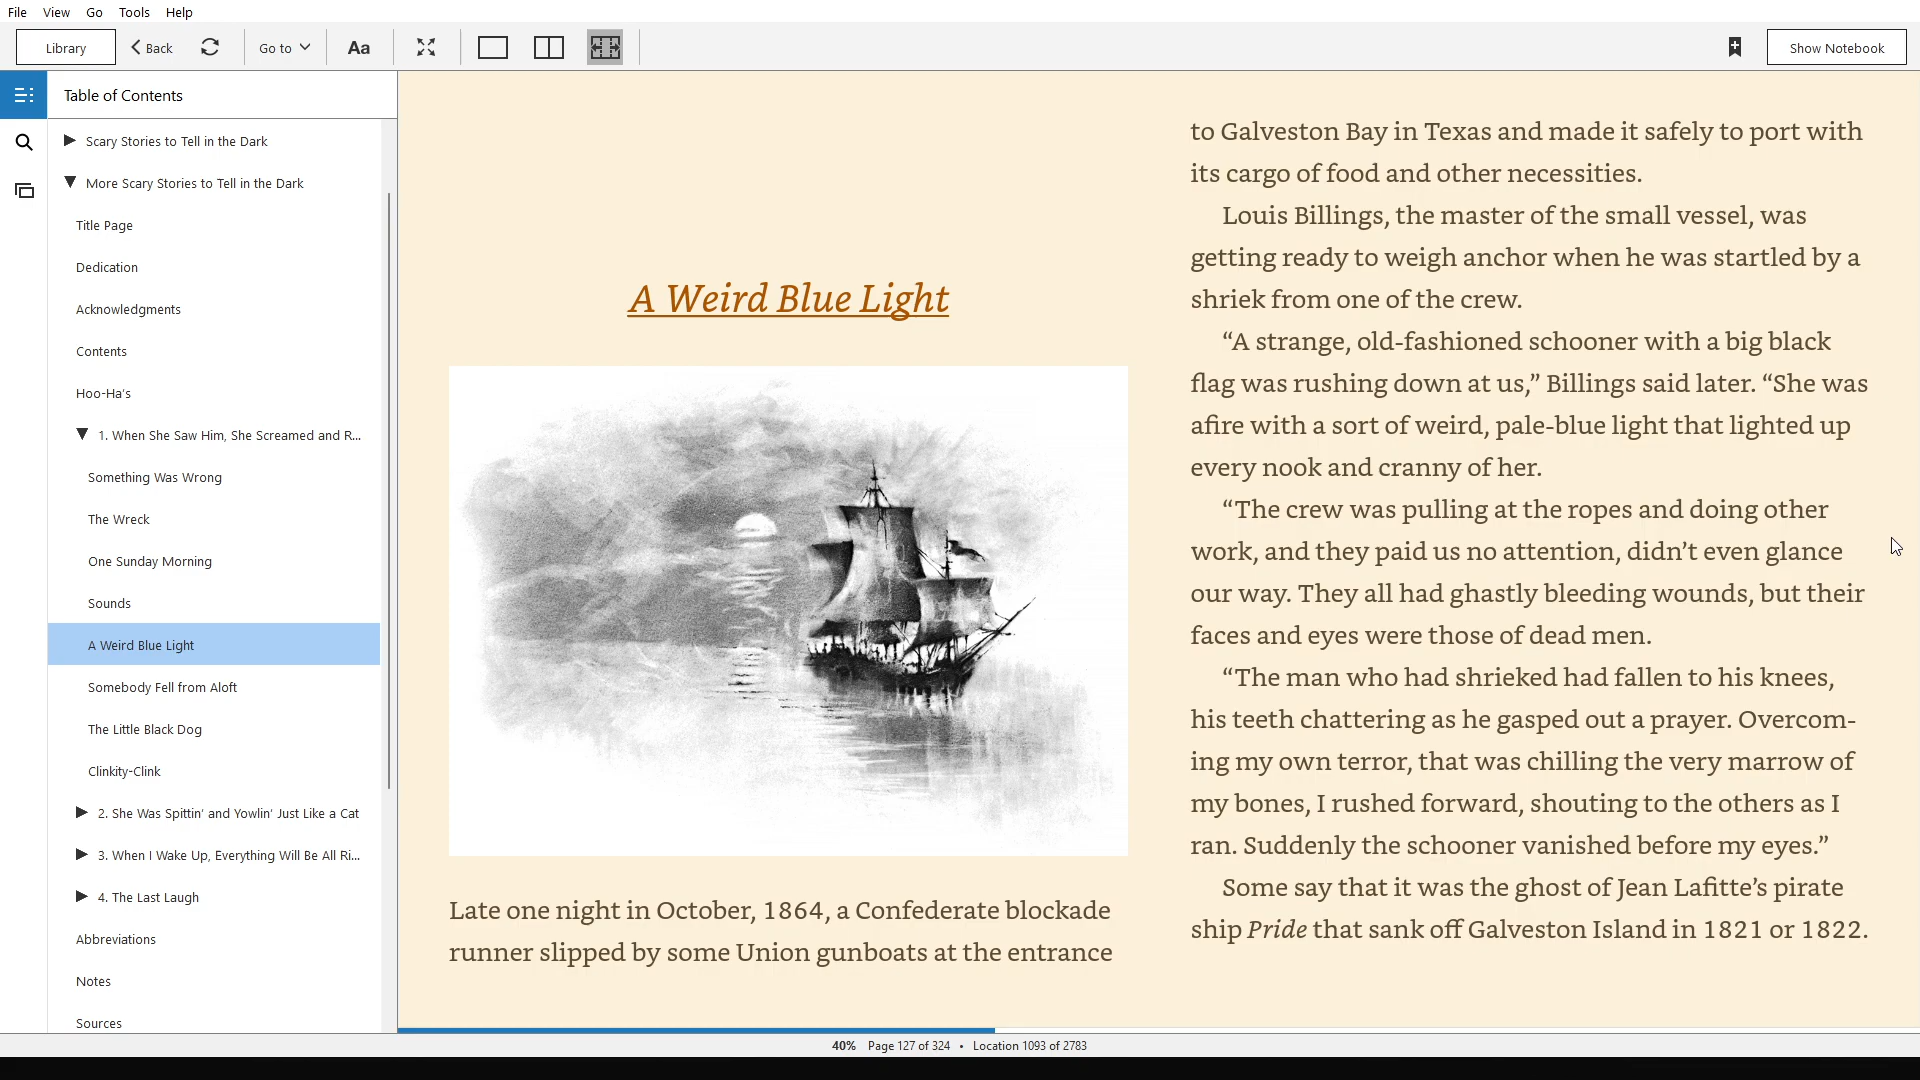 File View Go Tools Help
Library Back Go to Aa Show Notebook
Table of Contents
Scary Stories to Tell in the Dark
More Scary Stories to Tell in the Dark
Title Page
Dedication
Acknowledgments
Contents
Hoo-Ha's
1. When She Saw Him, She Screamed and R...
Something Was Wrong
The Wreck
One Sunday Morning
Sounds
A Weird Blue Light
Somebody Fell from Aloft
The Little Black Dog
Clinkity-Clink
2. She Was Spittin' and Yowlin' Just Like a Cat
3. When I Wake Up, Everything Will Be All Ri...
4. The Last Laugh
Abbreviations
Notes
Sources
A Weird Blue Light
Late one night in October, 1864, a Confederate blockade
runner slipped by some Union gunboats at the entrance
to Galveston Bay in Texas and made it safely to port with
its cargo of food and other necessities.
Louis Billings, the master of the small vessel, was
getting ready to weigh anchor when he was startled by a
shriek from one of the crew.
“A strange, old-fashioned schooner with a big black
flag was rushing down at us,” Billings said later. “She was
afire with a sort of weird, pale-blue light that lighted up
every nook and cranny of her.
“The crew was pulling at the ropes and doing other
work, and they paid us no attention, didn’t even glance
our way. They all had ghastly bleeding wounds, but their
faces and eyes were those of dead men.
“The man who had shrieked had fallen to his knees,
his teeth chattering as he gasped out a prayer. Overcom-
ing my own terror, that was chilling the very marrow of
my bones, I rushed forward, shouting to the others as I
ran. Suddenly the schooner vanished before my eyes.”
Some say that it was the ghost of Jean Lafitte’s pirate
ship Pride that sank off Galveston Island in 1821 or 1822.
40% Page 127 of 324 • Location 1093 of 2783